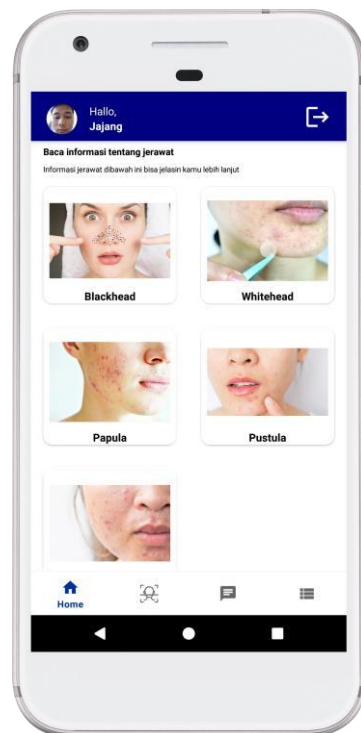 Hallo,
Jajang
Baca informasi tentang jerawat
Informasi jerawat dibawah ini bisa jelasin kamu lebih lanjut
Blackhead
Whitehead
Papula
Pustula
Home